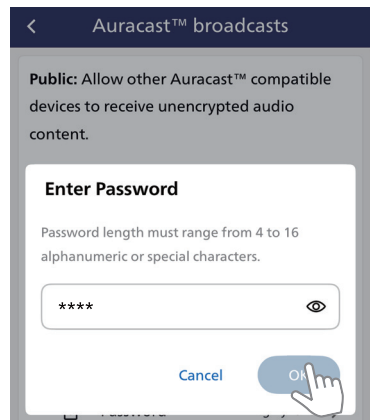 Auracast™ broadcasts
Public: Allow other Auracast™ compatible
devices to receive unencrypted audio
content.
Enter Password
Password length must range from 4 to 16
alphanumeric or special characters.
****
Cancel
OK